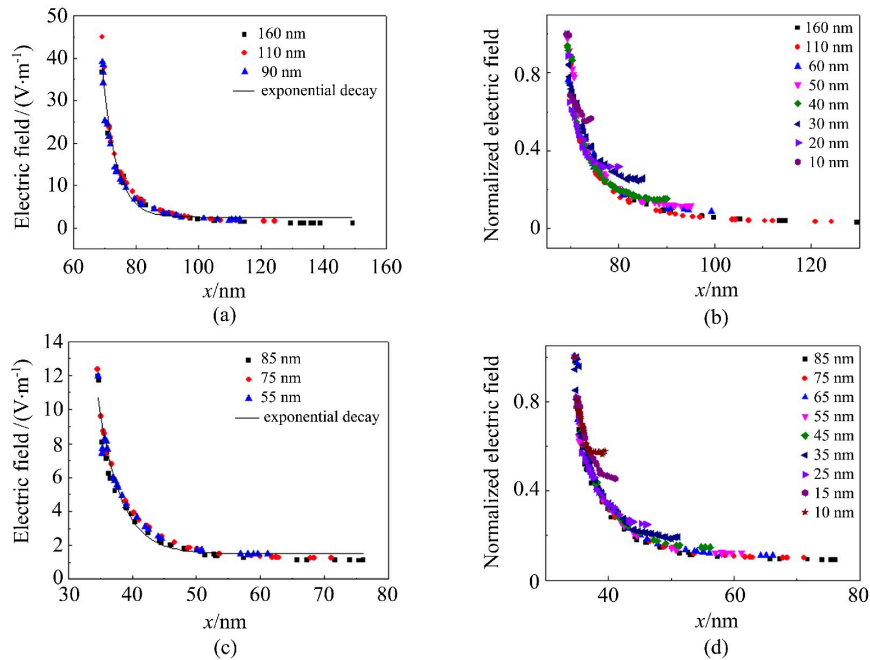 50
40
30
20
10
0
Electric field/(V·m⁻¹)
160 nm
110 nm
90 nm
exponential decay
60 80 100 120 140 160
x/nm
(a)
0.8
0.4
0
Normalized electric field
160 nm
110 nm
60 nm
50 nm
40 nm
30 nm
20 nm
10 nm
80 100 120
x/nm
(b)
14
12
10
8
6
4
2
0
Electric field/(V·m⁻¹)
85 nm
75 nm
55 nm
exponential decay
30 40 50 60 70 80
x/nm
(c)
0.8
0.4
0
Normalized electric field
85 nm
75 nm
65 nm
55 nm
45 nm
35 nm
25 nm
15 nm
10 nm
40 60 80
x/nm
(d)